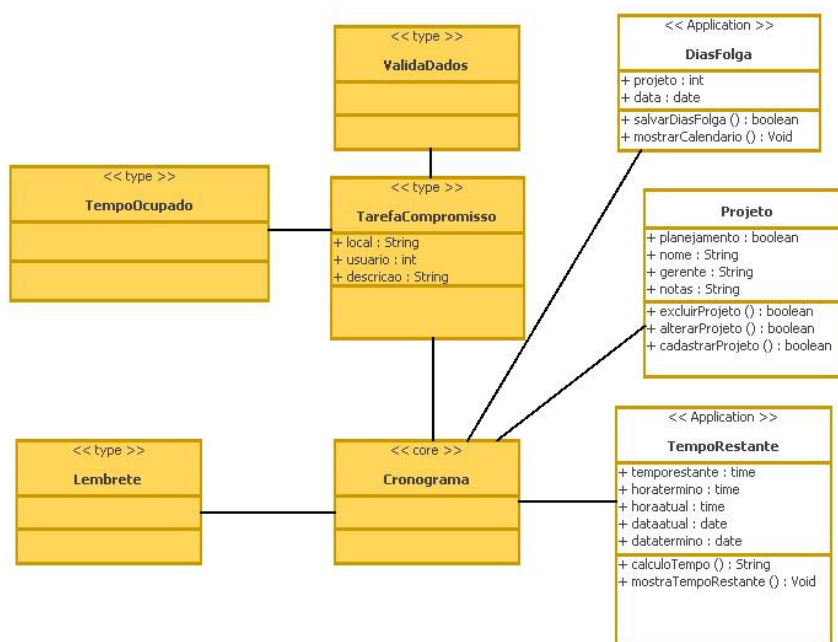 << type >>
ValidaDados
<< Application >>
DiasFolga
+ projeto : int
+ data : date
+ salvarDiasFolga () : boolean
+ mostrarCalendario () : Void
<< type >>
TempoOcupado
<< type >>
TarefaCompromisso
+ local : String
+ usuario : int
+ descricao : String
Projeto
+ planejamento : boolean
+ nome : String
+ gerente : String
+ notas : String
+ excluirProjeto () : boolean
+ alterarProjeto () : boolean
+ cadastrarProjeto () : boolean
<< type >>
Lembrete
<< core >>
Cronograma
<< Application >>
TempoRestante
+ temporestante : time
+ horatermino : time
+ horaatual : time
+ dataatual : date
+ datatermino : date
+ calculoTempo () : String
+ mostraTempoRestante () : Void